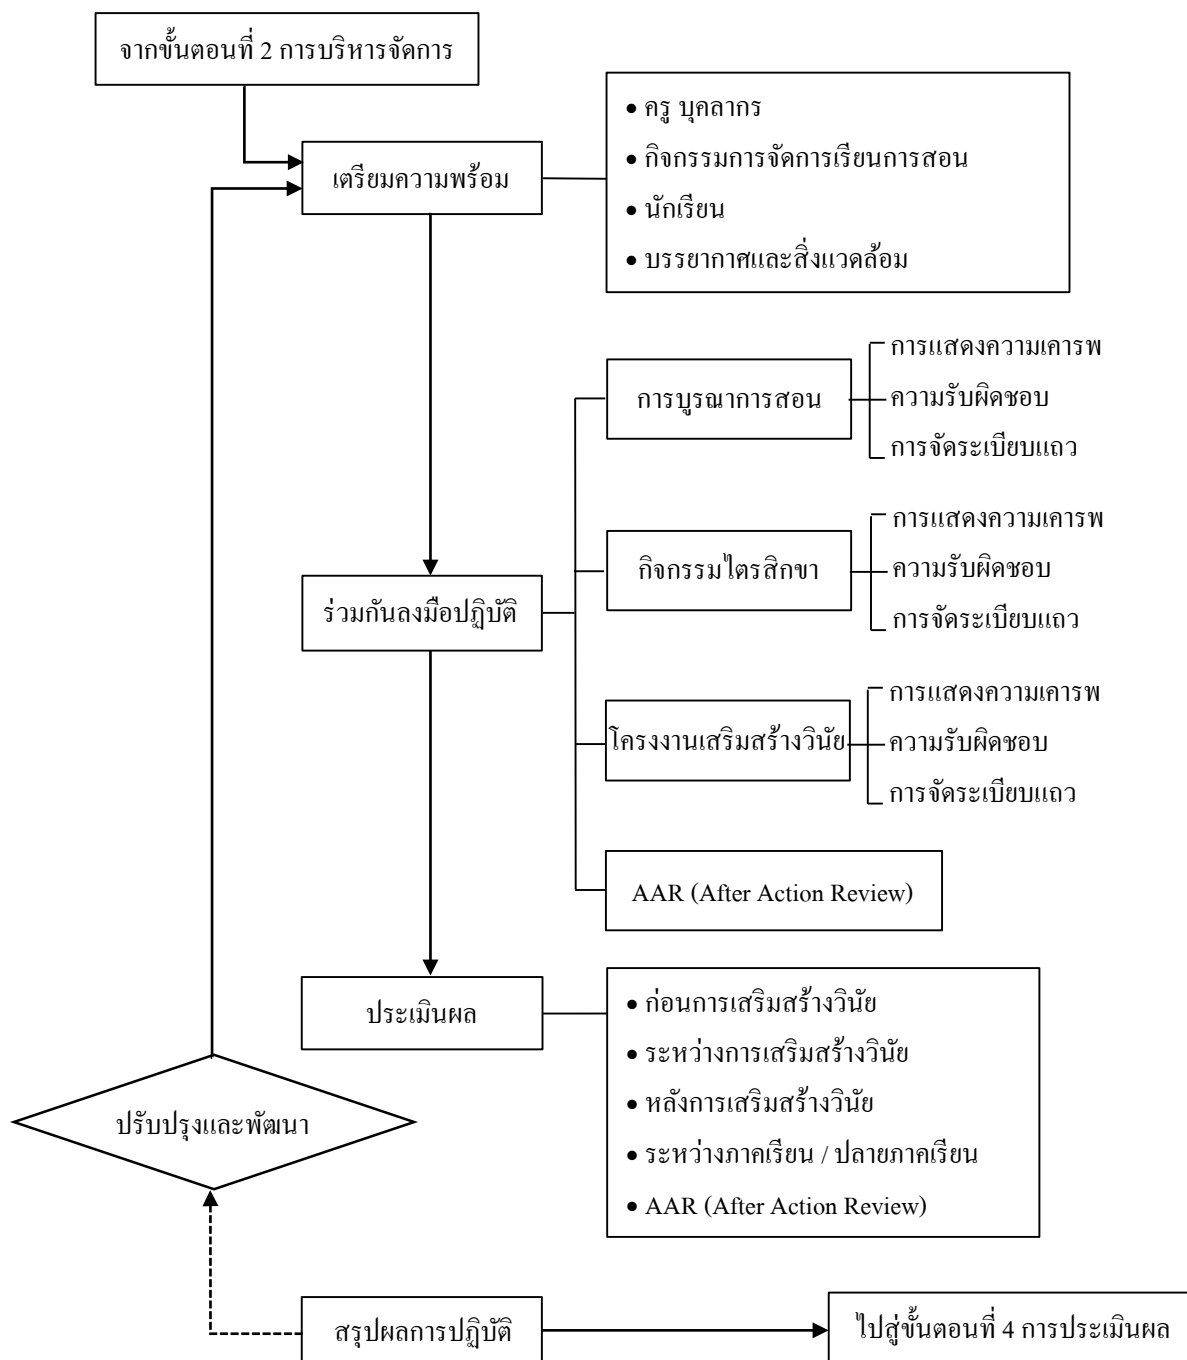 จากขั้นตอนที่ 2 การบริหารจัดการ
เตรียมความพร้อม
• ครู บุคลากร
• กิจกรรมการจัดการเรียนการสอน
• นักเรียน
• บรรยากาศและสิ่งแวดล้อม
ร่วมกันลงมือปฏิบัติ
การบูรณาการสอน
การแสดงความเคารพ
ความรับผิดชอบ
การจัดระเบียบแถว
กิจกรรมไตรสิกขา
การแสดงความเคารพ
ความรับผิดชอบ
การจัดระเบียบแถว
โครงงานเสริมสร้างวินัย
การแสดงความเคารพ
ความรับผิดชอบ
การจัดระเบียบแถว
AAR (After Action Review)
ประเมินผล
• ก่อนการเสริมสร้างวินัย
• ระหว่างการเสริมสร้างวินัย
• หลังการเสริมสร้างวินัย
• ระหว่างภาคเรียน / ปลายภาคเรียน
• AAR (After Action Review)
ปรับปรุงและพัฒนา
สรุปผลการปฏิบัติ
ไปสู่ขั้นตอนที่ 4 การประเมินผล